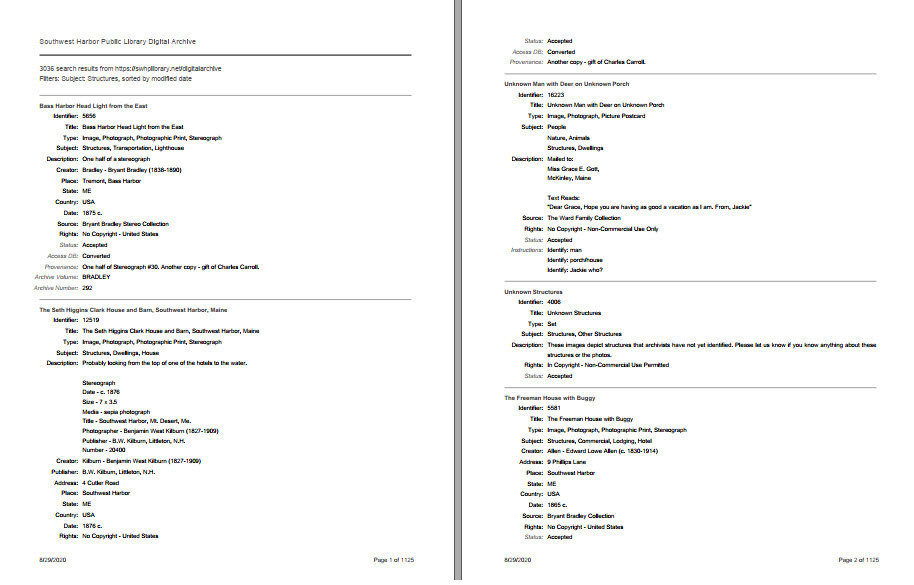 Southwest Harbor Public Library Digital Archive
3036 search results from https://swhplibrary.net/digitalarchive
Filters: Subject: Structures, sorted by modified date
Bass Harbor Head Light from the East
Identifier: 5656
Title: Bass Harbor Head Light from the East
Type: Image, Photograph, Photographic Print, Stereograph
Subject: Structures, Transportation, Lighthouse
Description: One half of a stereograph
Creator: Bradley - Bryant Bradley (1838-1890)
Place: Tremont, Bass Harbor
State: ME
Country: USA
Date: 1875 c.
Source: Bryant Bradley Stereo Collection
Rights: No Copyright - United States
Status: Accepted
Access DB: Converted
Provenance: One half of Stereograph #30. Another copy - gift of Charles Carroll.
Archive Volume: BRADLEY
Archive Number: 292
The Seth Higgins Clark House and Barn, Southwest Harbor, Maine
Identifier: 12519
Title: The Seth Higgins Clark House and Barn, Southwest Harbor, Maine
Type: Image, Photograph, Photographic Print, Stereograph
Subject: Structures, Dwellings, House
Description: Probably looking from the top of one of the hotels to the water.
Stereograph
Date - c. 1876
Size - 7 x 3.5
Media - sepia photograph
Title - Southwest Harbor, Mt. Desert, Me.
Photographer - Benjamin West Kilburn (1827-1909)
Publisher - B.W. Kilburn, Littleton, N.H.
Number - 20400
Creator: Kilburn - Benjamin West Kilburn (1827-1909)
Publisher: B.W. Kilburn, Littleton, N.H.
Address: 4 Cutler Road
Place: Southwest Harbor
State: ME
Country: USA
Date: 1876 c.
Rights: No Copyright - United States
8/29/2020 Page 1 of 1125
Status: Accepted
Access DB: Converted
Provenance: Another copy - gift of Charles Carroll.
Unknown Man with Deer on Unknown Porch
Identifier: 16223
Title: Unknown Man with Deer on Unknown Porch
Type: Image, Photograph, Picture Postcard
Subject: People
Nature, Animals
Structures, Dwellings
Description: Mailed to:
Miss Grace E. Gott,
McKinley, Maine
Text Reads:
"Dear Grace, Hope you are having as good a vacation as I am. From, Jackie"
Source: The Ward Family Collection
Rights: No Copyright - Non-Commercial Use Only
Status: Accepted
Instructions: Identify: man
Identify: porch/house
Identify: Jackie who?
Unknown Structures
Identifier: 4006
Title: Unknown Structures
Type: Set
Subject: Structures, Other Structures
Description: These images depict structures that archivists have not yet identified. Please let us know if you know anything about these
structures or the photos.
Rights: In Copyright - Non-Commercial Use Permitted
Status: Accepted
The Freeman House with Buggy
Identifier: 5581
Title: The Freeman House with Buggy
Type: Image, Photograph, Photographic Print, Stereograph
Subject: Structures, Commercial, Lodging, Hotel
Creator: Allen - Edward Lowe Allen (c. 1830-1914)
Address: 9 Phillips Lane
Place: Southwest Harbor
State: ME
Country: USA
Date: 1865 c.
Source: Bryant Bradley Collection
Rights: No Copyright - United States
Status: Accepted
8/29/2020 Page 2 of 1125